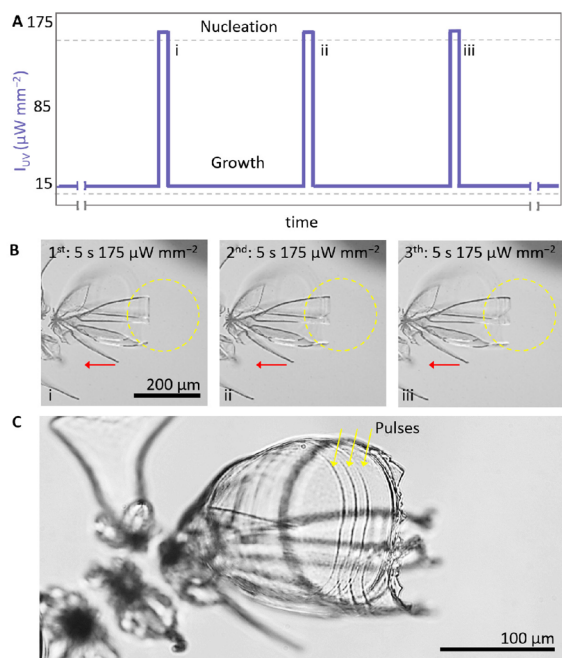 A
175
Nucleation
i
ii
iii
85
I_UV (µW mm⁻²)
Growth
15
time
B
1ˢᵗ: 5 s 175 µW mm⁻²
2ⁿᵈ: 5 s 175 µW mm⁻²
3ᵗʰ: 5 s 175 µW mm⁻²
200 µm
i
ii
iii
C
Pulses
100 µm